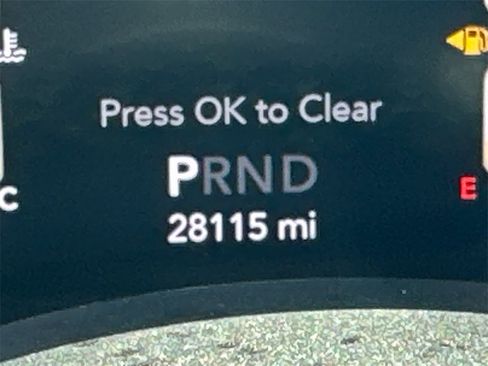 Press OK to Clear
PRND
C
E
28115 mi